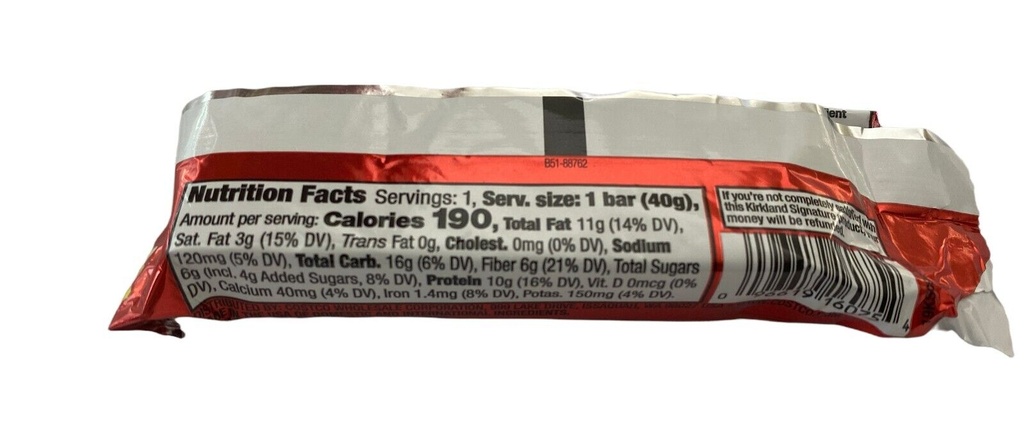 ent
B51-88762
Nutrition Facts Servings: 1, Serv. size: 1 bar (40g),
Amount per serving: Calories 190, Total Fat 11g (14% DV),
Sat. Fat 3g (15% DV), Trans Fat 0g, Cholest. 0mg (0% DV), Sodium
120mg (5% DV), Total Carb. 16g (6% DV), Fiber 6g (21% DV), Total Sugars
6g (Incl. 4g Added Sugars, 8% DV), Protein 10g (16% DV), Vit. D 0mcg (0%
DV), Calcium 40mg (4% DV), Iron 1.4mg (8% DV), Potas. 150mg (4% DV).
If you're not completely
this Kirkland Signature product, your
money will be refunded.
INTERNATIONAL INGREDIENTS.